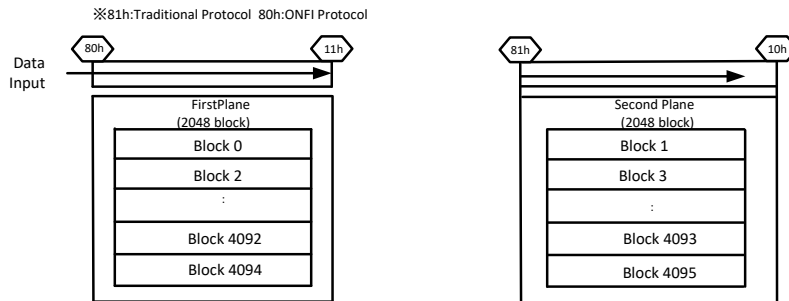 ※81h:Traditional Protocol 80h:ONFI Protocol
80h
11h
81h
10h
Data
Input
FirstPlane
(2048 block)
Block 0
Block 2
:
Block 4092
Block 4094
Second Plane
(2048 block)
Block 1
Block 3
:
Block 4093
Block 4095